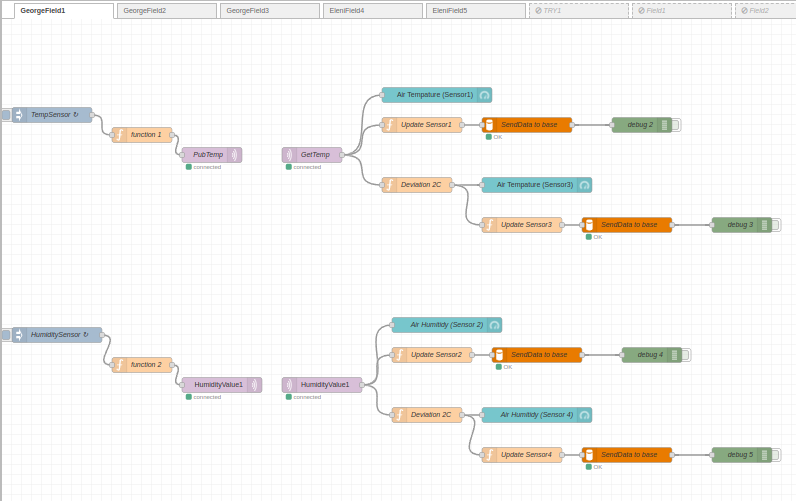 GeorgeField1
GeorgeField2
GeorgeField3
EleniField4
EleniField5
TRY1
Field1
Field2
Air Tempature (Sensor1)
TempSensor ↻
Update Sensor1
SendData to base
debug 2
function 1
OK
PubTemp
GetTemp
connected
connected
Deviation 2C
Air Tempature (Sensor3)
Update Sensor3
SendData to base
debug 3
OK
Air Humitidy (Sensor 2)
HumiditySensor ↻
Update Sensor2
SendData to base
debug 4
function 2
OK
HumidityValue1
HumidityValue1
connected
connected
Deviation 2C
Air Humitidy (Sensor 4)
Update Sensor4
SendData to base
debug 5
OK